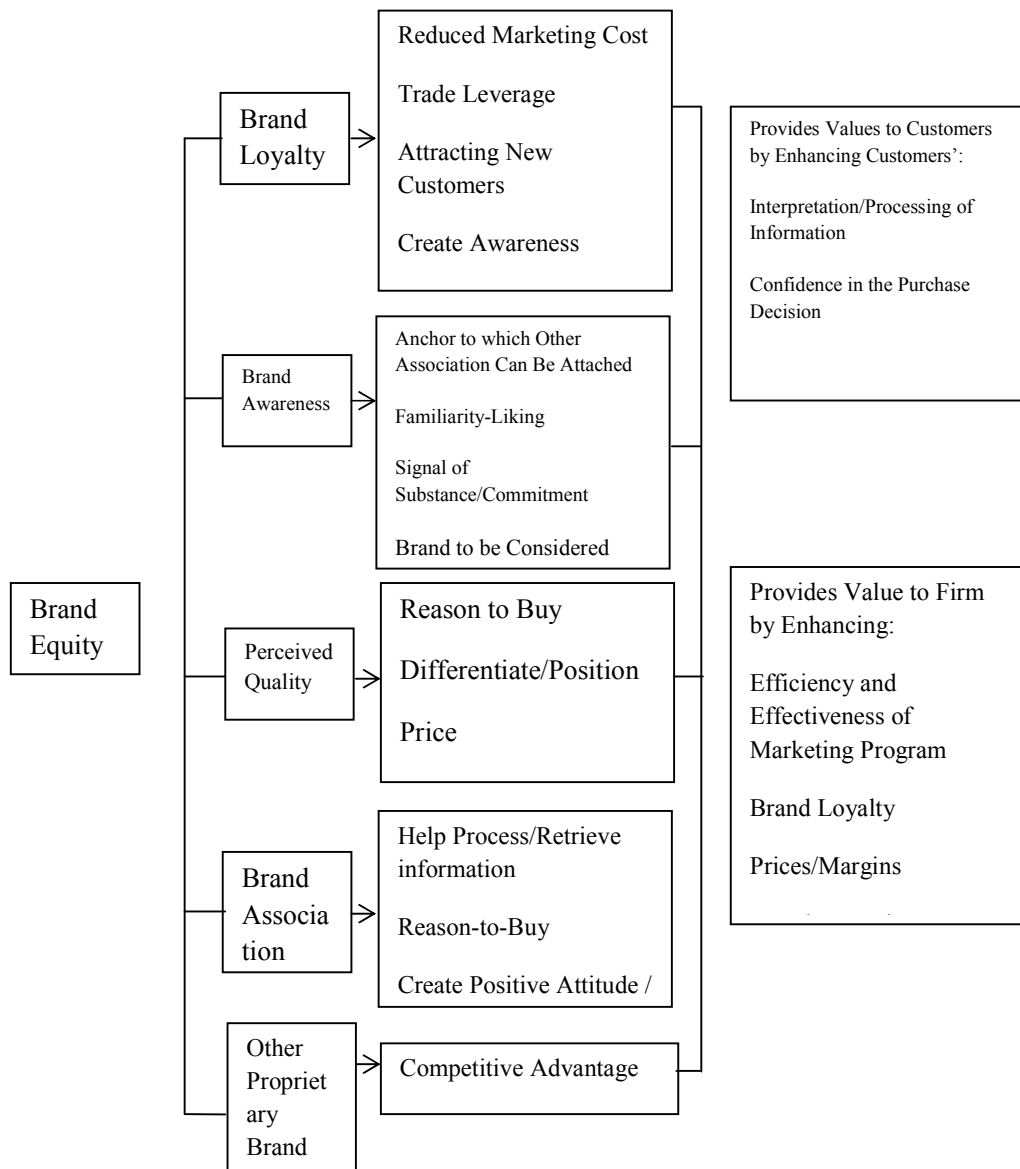 Brand
Equity
Brand
Loyalty
Reduced Marketing Cost
Trade Leverage
Attracting New
Customers
Create Awareness
Brand
Awareness
Anchor to which Other
Association Can Be Attached
Familiarity-Liking
Signal of
Substance/Commitment
Brand to be Considered
Perceived
Quality
Reason to Buy
Differentiate/Position
Price
Brand
Associa
tion
Help Process/Retrieve
information
Reason-to-Buy
Create Positive Attitude /
Other
Propriet
ary
Brand
Competitive Advantage
Provides Values to Customers
by Enhancing Customers’:
Interpretation/Processing of
Information
Confidence in the Purchase
Decision
Provides Value to Firm
by Enhancing:
Efficiency and
Effectiveness of
Marketing Program
Brand Loyalty
Prices/Margins